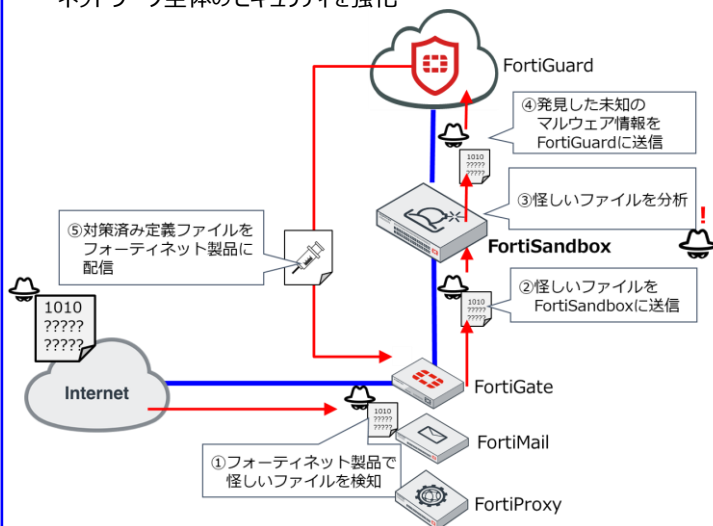 ネットワーク全体のセキュリティを強化
FortiGuard
④発見した未知の
マルウェア情報を
FortiGuardに送信
1010
?????
?????
③怪しいファイルを分析
!
FortiSandbox
⑤対策済み定義ファイルを
フォーティネット製品に
配信
②怪しいファイルを
FortiSandboxに送信
1010
?????
?????
1010
?????
?????
Internet
FortiGate
1010
?????
?????
FortiMail
①フォーティネット製品で
怪しいファイルを検知
FortiProxy